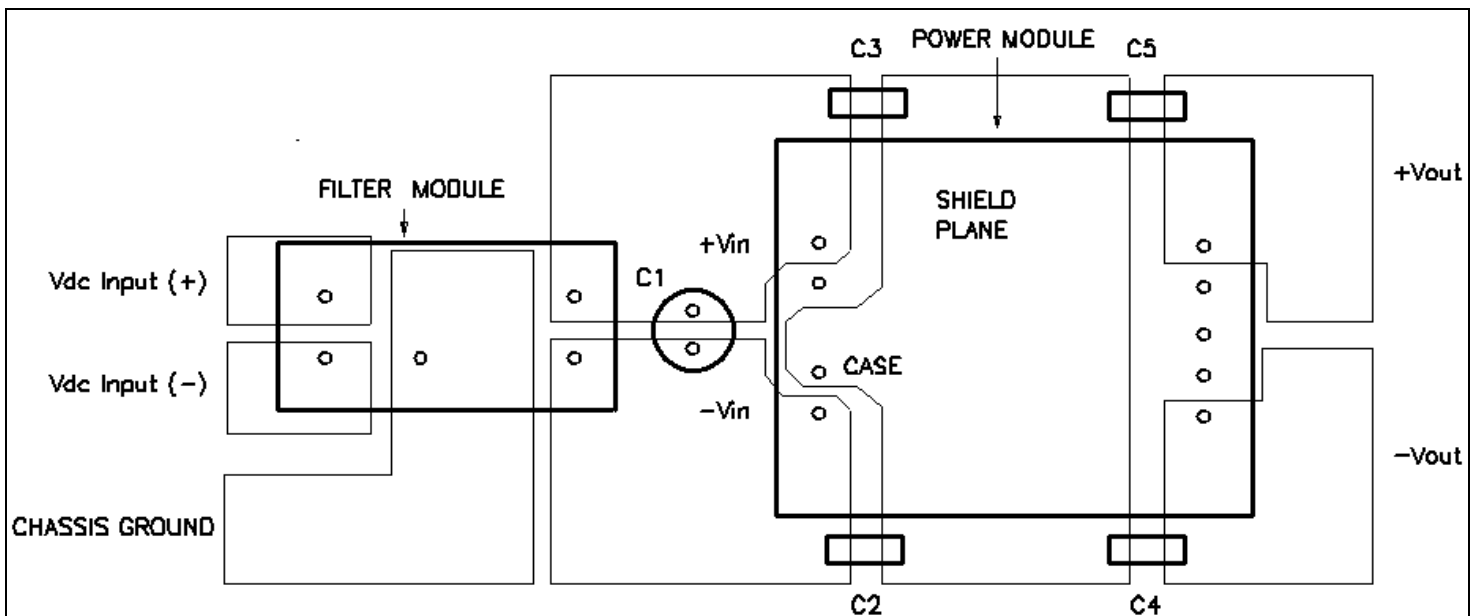 C3
POWER MODULE
C5
FILTER MODULE
+Vout
SHIELD
PLANE
+Vin
C1
Vdc Input (+)
CASE
Vdc Input (-)
-Vin
-Vout
CHASSIS GROUND
C2
C4